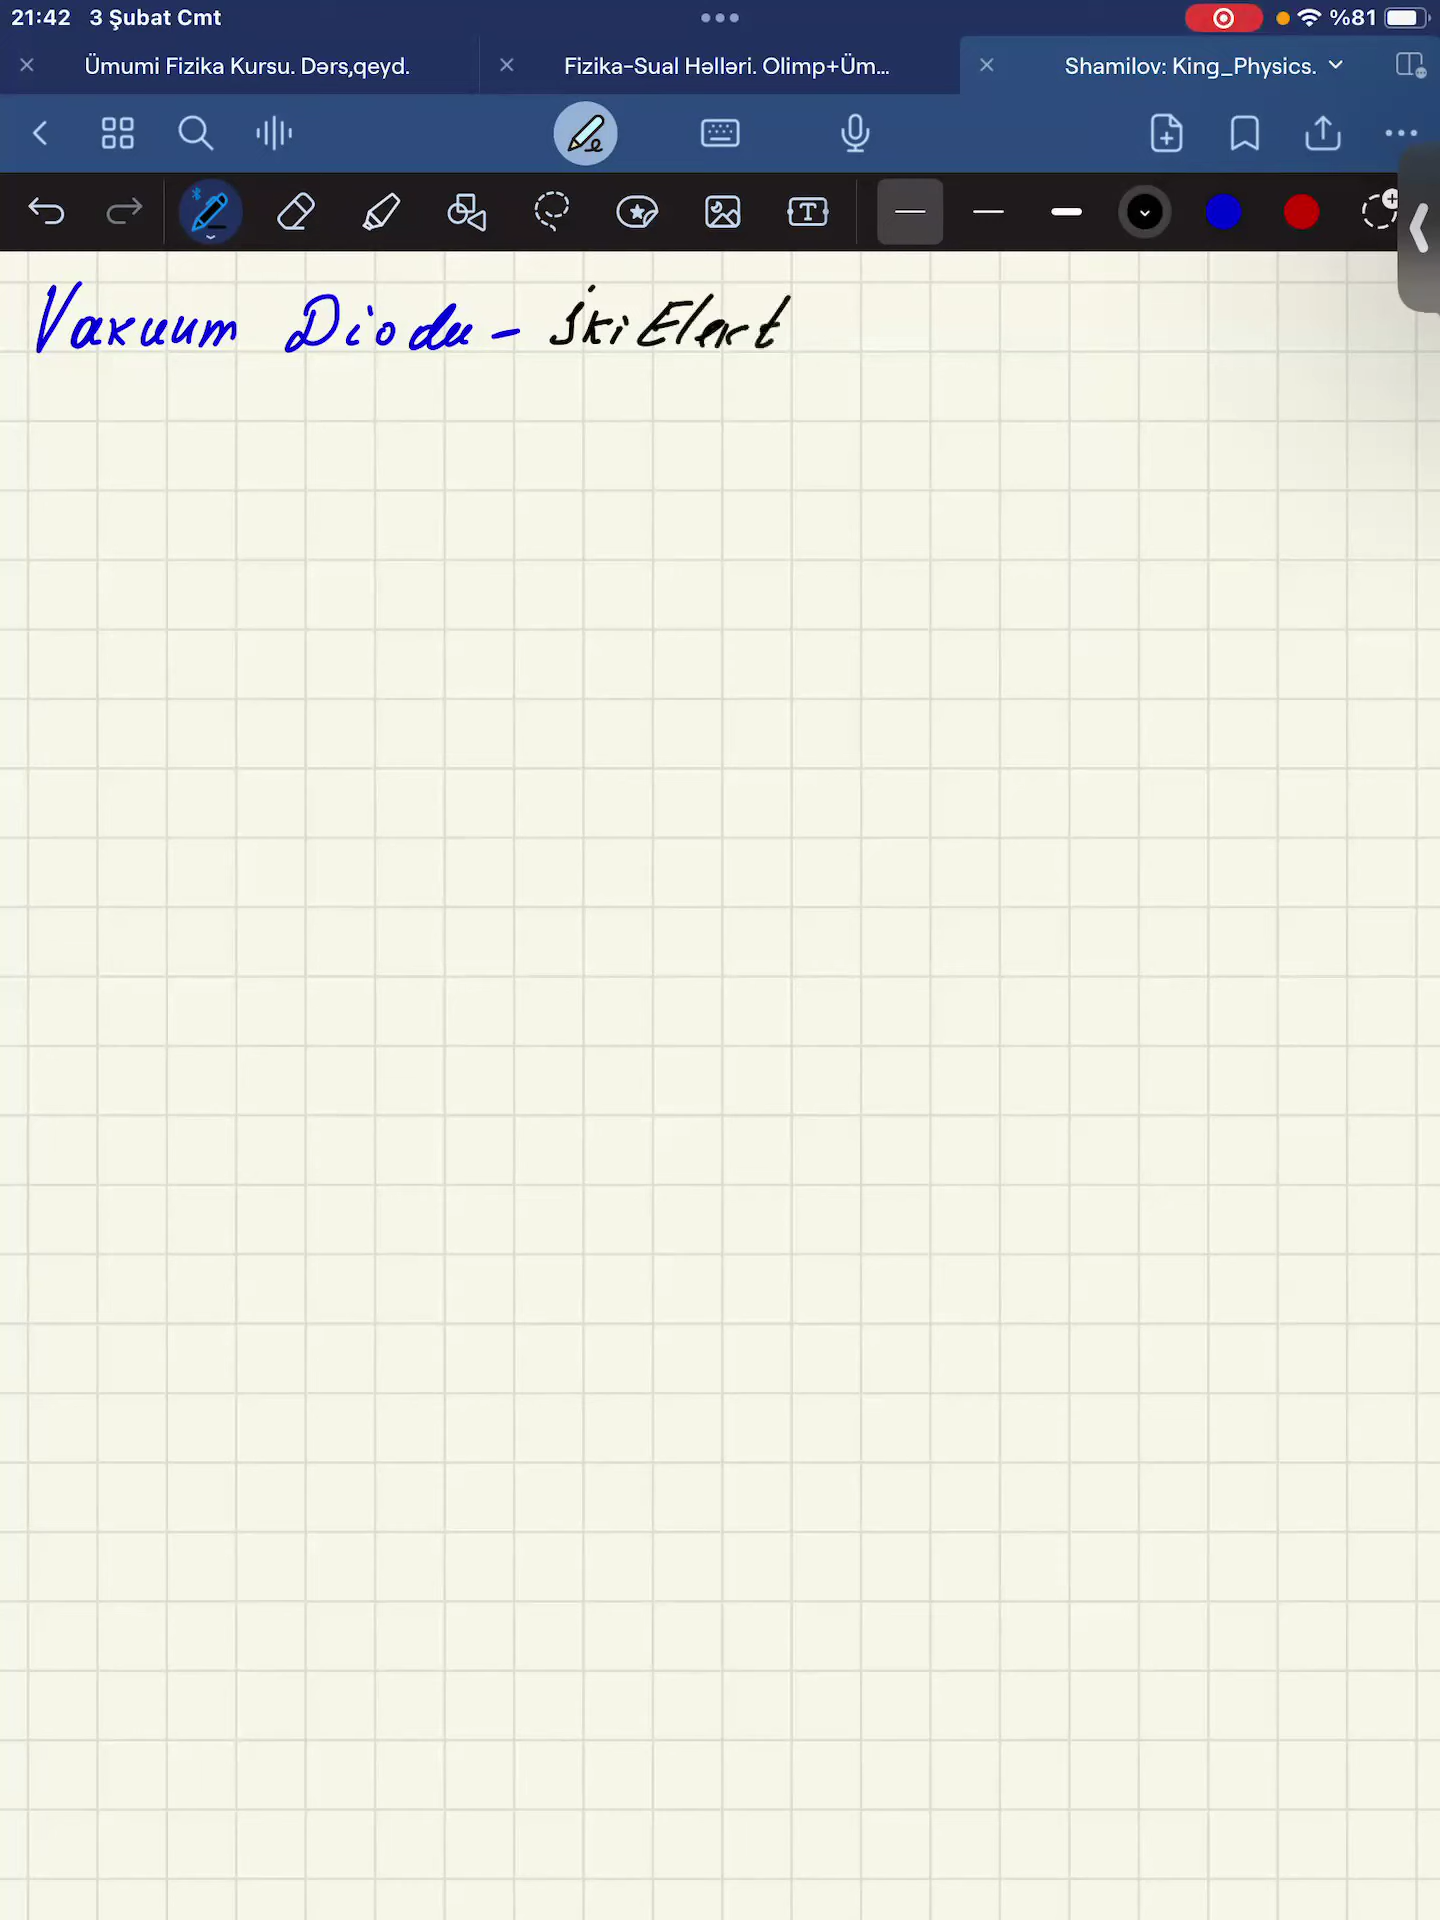 21:42 3 Şubat Cmt %81
Ümumi Fizika Kursu. Dərs,qeyd. Fizika-Sual Həlləri. Olimp+Üm... Shamilov: King_Physics.
Vakuum Diodu - İki Elekt